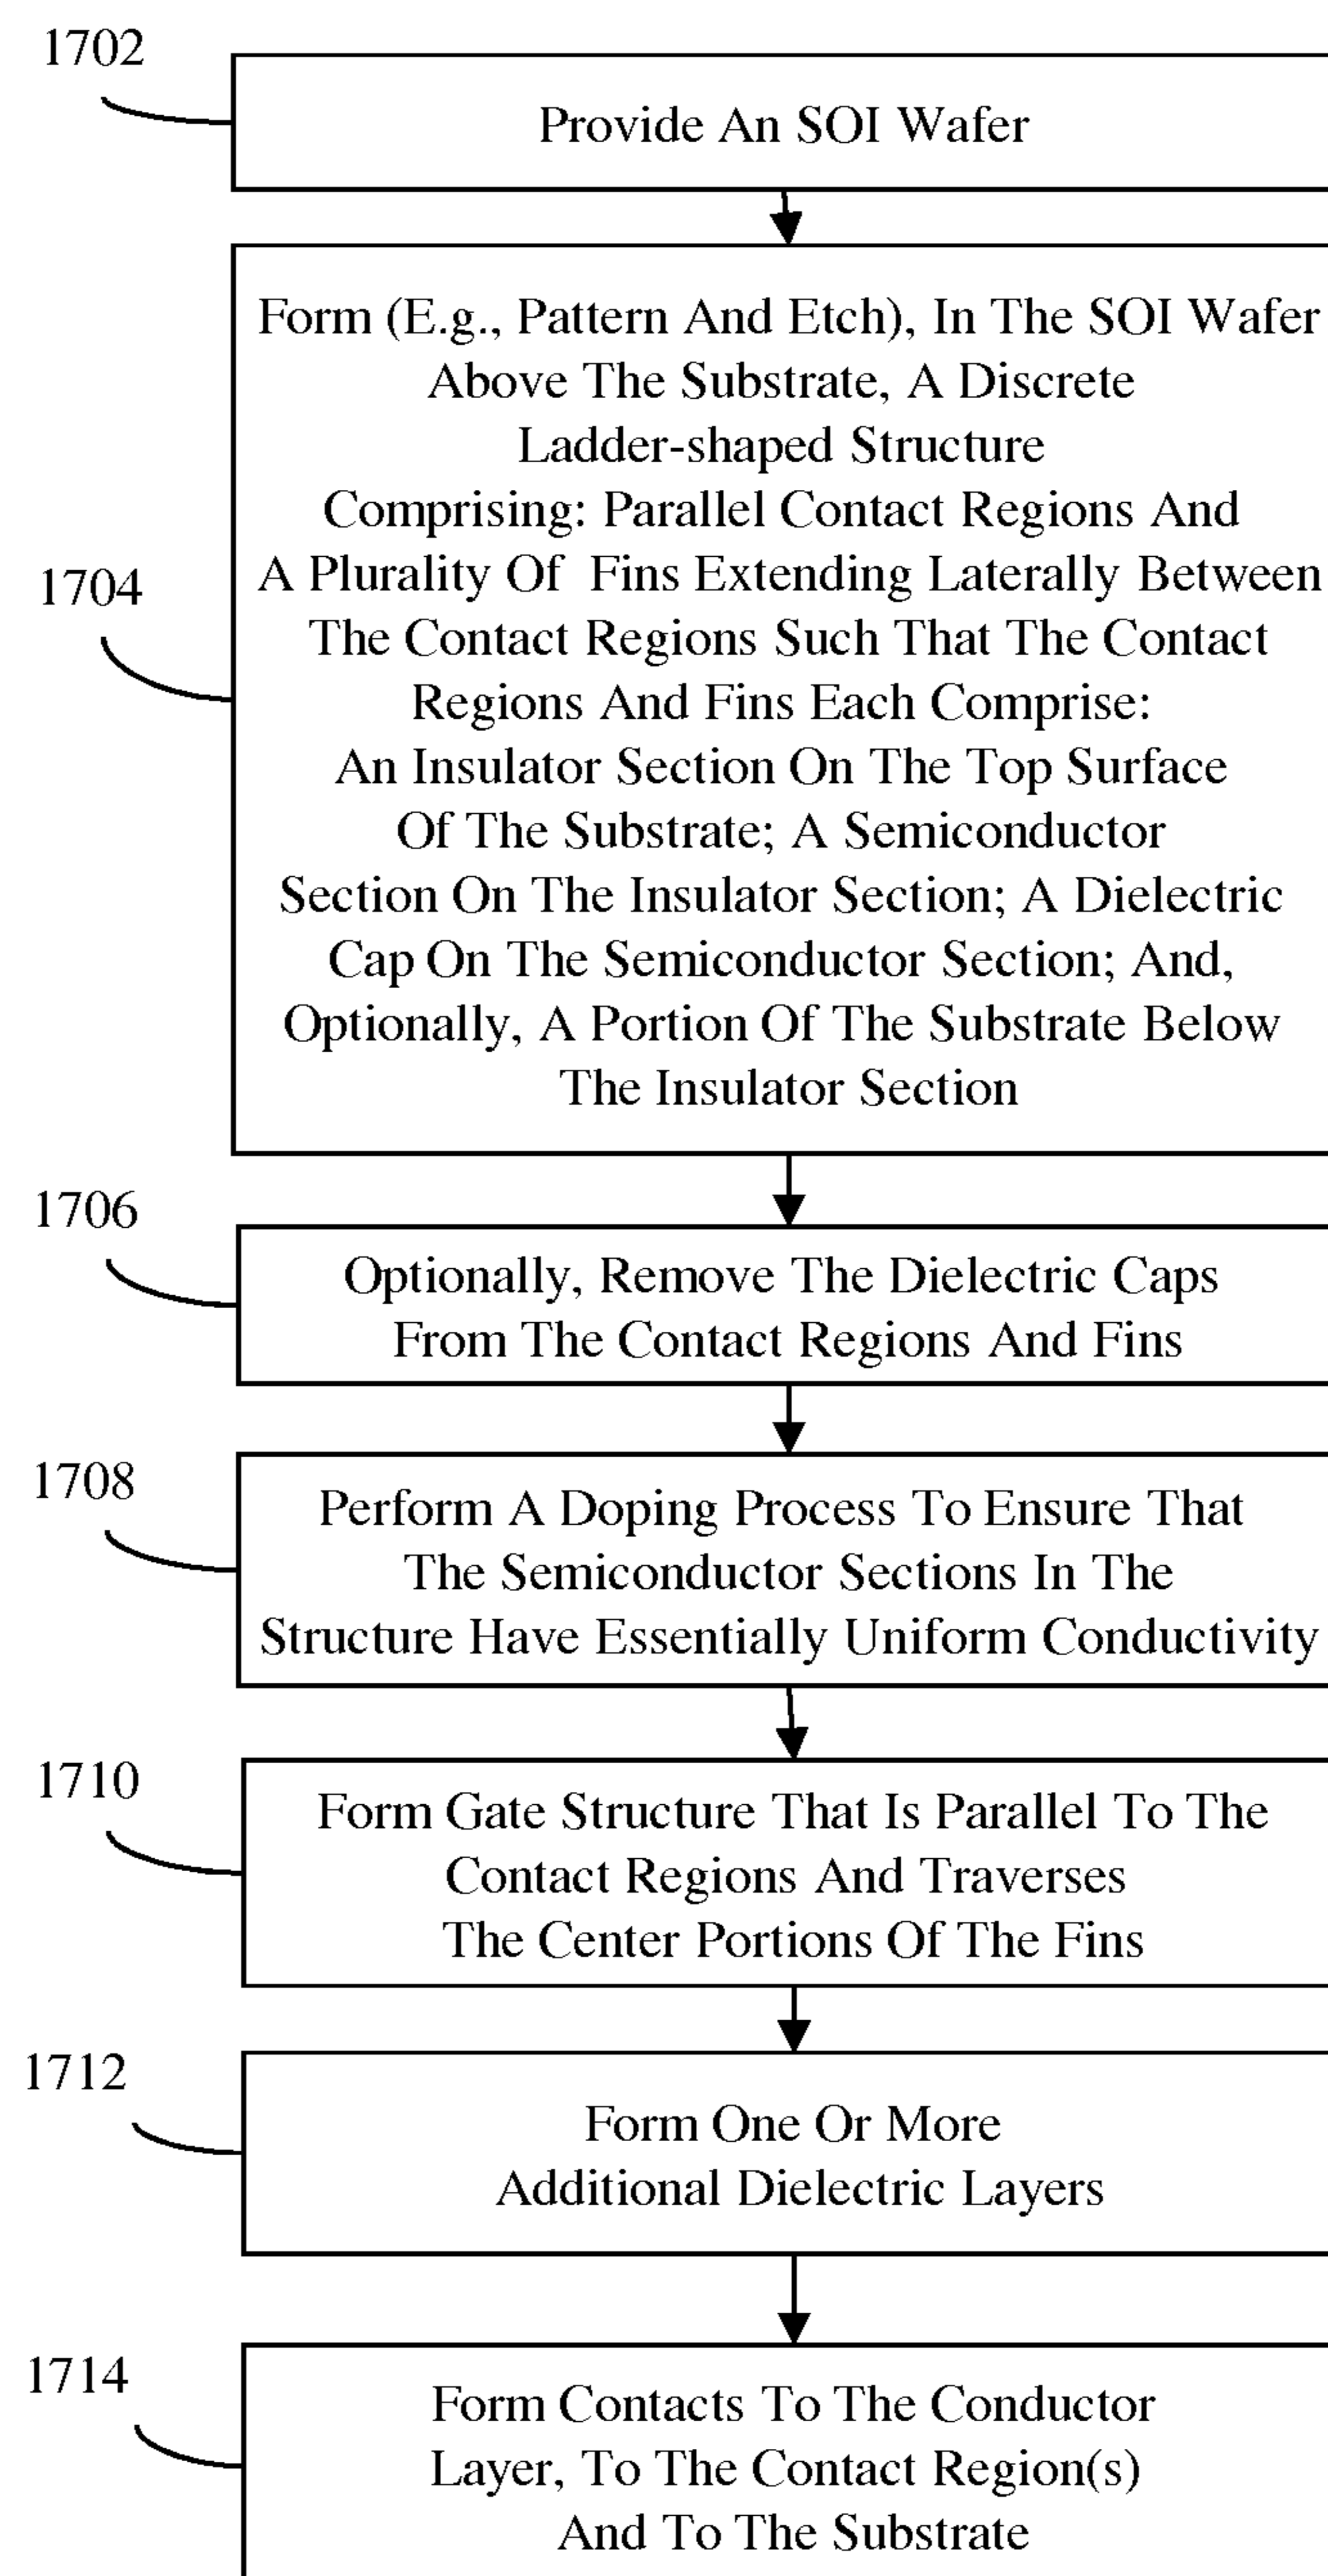 1702
Provide An SOI Wafer
Form (E.g., Pattern And Etch), In The SOI Wafer
Above The Substrate, A Discrete
Ladder-shaped Structure
Comprising: Parallel Contact Regions And
1704
A Plurality Of Fins Extending Laterally Between
The Contact Regions Such That The Contact
Regions And Fins Each Comprise:
An Insulator Section On The Top Surface
Of The Substrate; A Semiconductor
Section On The Insulator Section; A Dielectric
Cap On The Semiconductor Section; And,
Optionally, A Portion Of The Substrate Below
The Insulator Section
1706
Optionally, Remove The Dielectric Caps
From The Contact Regions And Fins
1708
Perform A Doping Process To Ensure That
The Semiconductor Sections In The
Structure Have Essentially Uniform Conductivity
1710
Form Gate Structure That Is Parallel To The
Contact Regions And Traverses
The Center Portions Of The Fins
1712
Form One Or More
Additional Dielectric Layers
1714
Form Contacts To The Conductor
Layer, To The Contact Region(s)
And To The Substrate